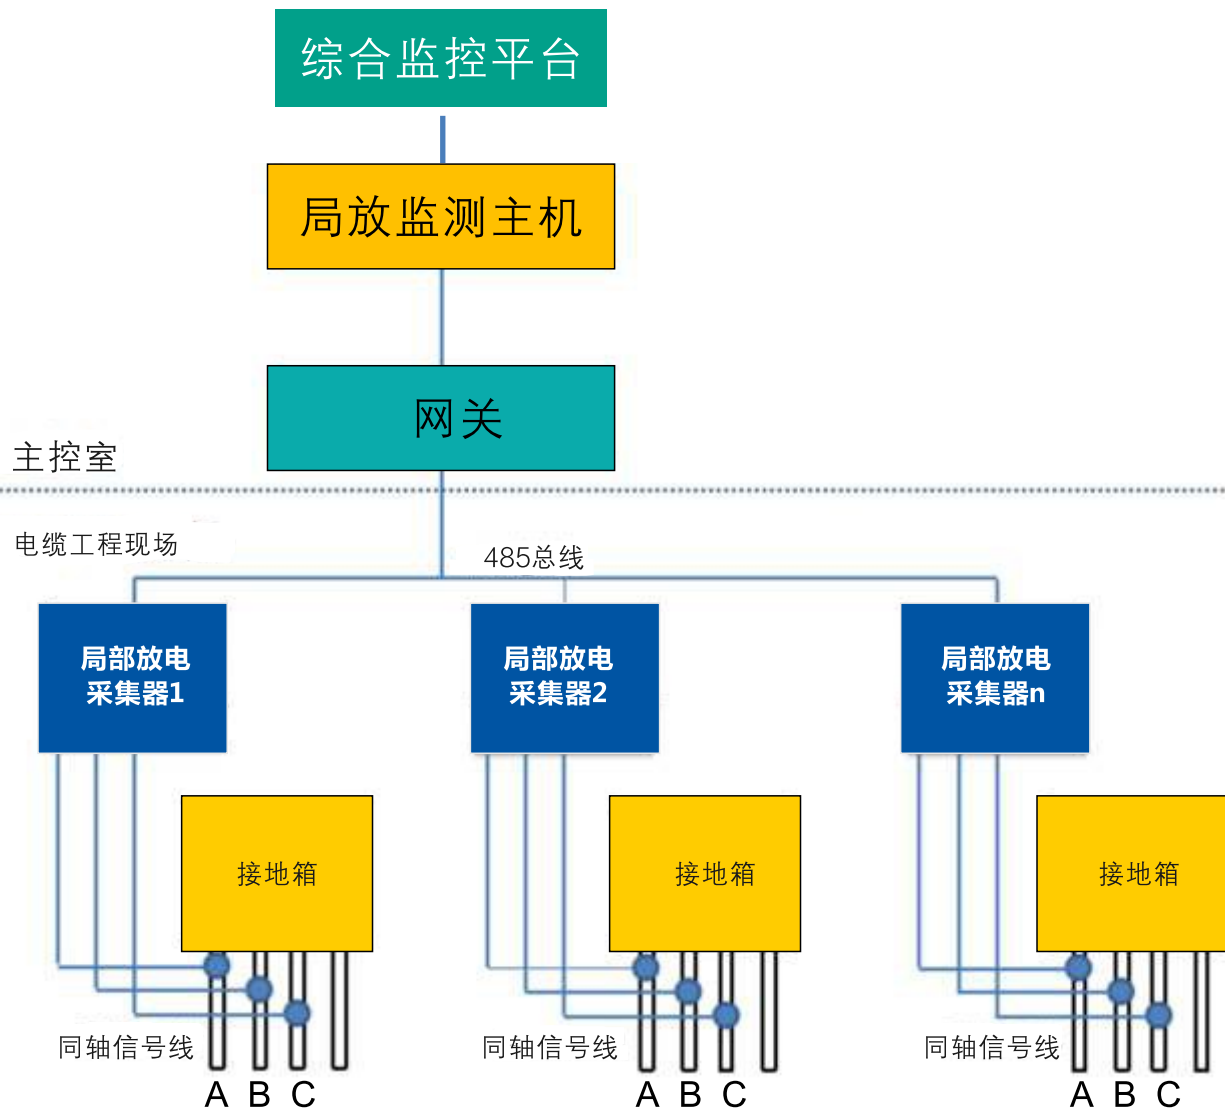 综合监控平台
局放监测主机
网关
主控室
电缆工程现场
485总线
局部放电
采集器1
局部放电
采集器2
局部放电
采集器n
接地箱
接地箱
接地箱
同轴信号线
同轴信号线
同轴信号线
A B C
A B C
A B C